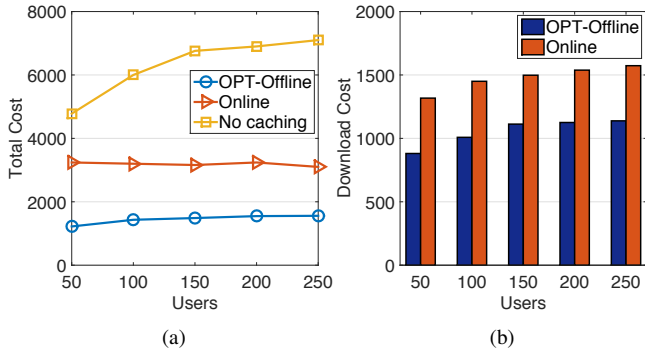 8000
6000
4000
2000
0
Total Cost
OPT-Offline
Online
No caching
50 100 150 200 250
Users
(a)
2000
1500
1000
500
0
Download Cost
OPT-Offline
Online
50 100 150 200 250
Users
(b)